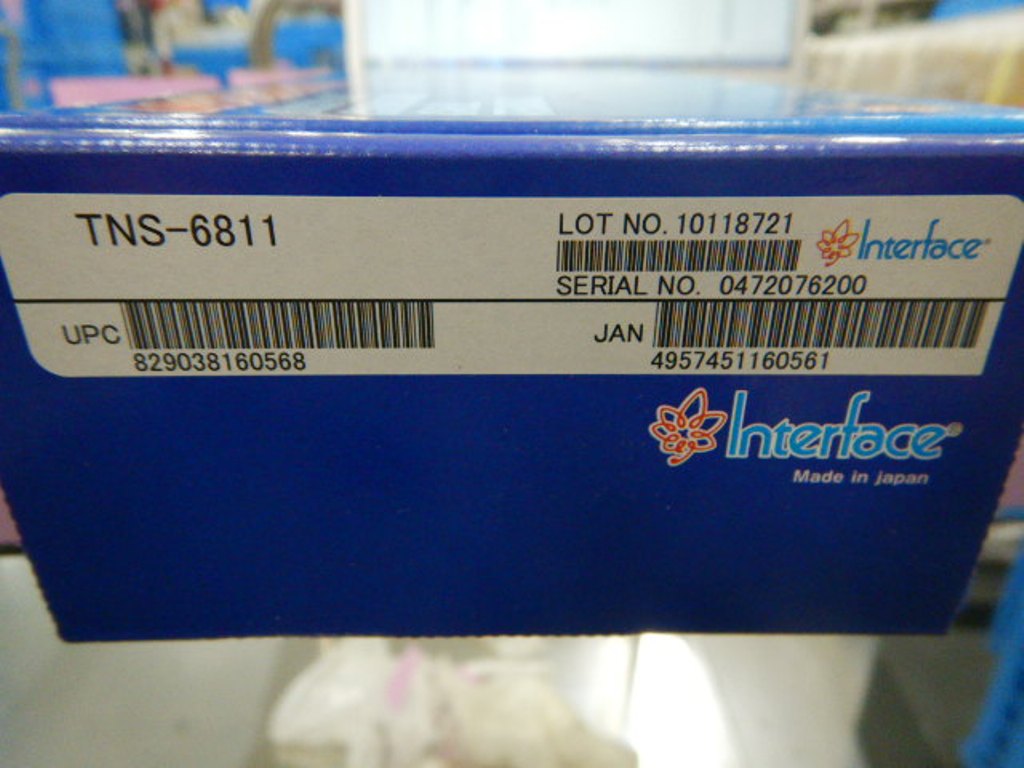 TNS-6811
LOT NO. 10118721
Interface®
SERIAL NO. 0472076200
UPC
829038160568
JAN
4957451160561
Interface®
Made in japan